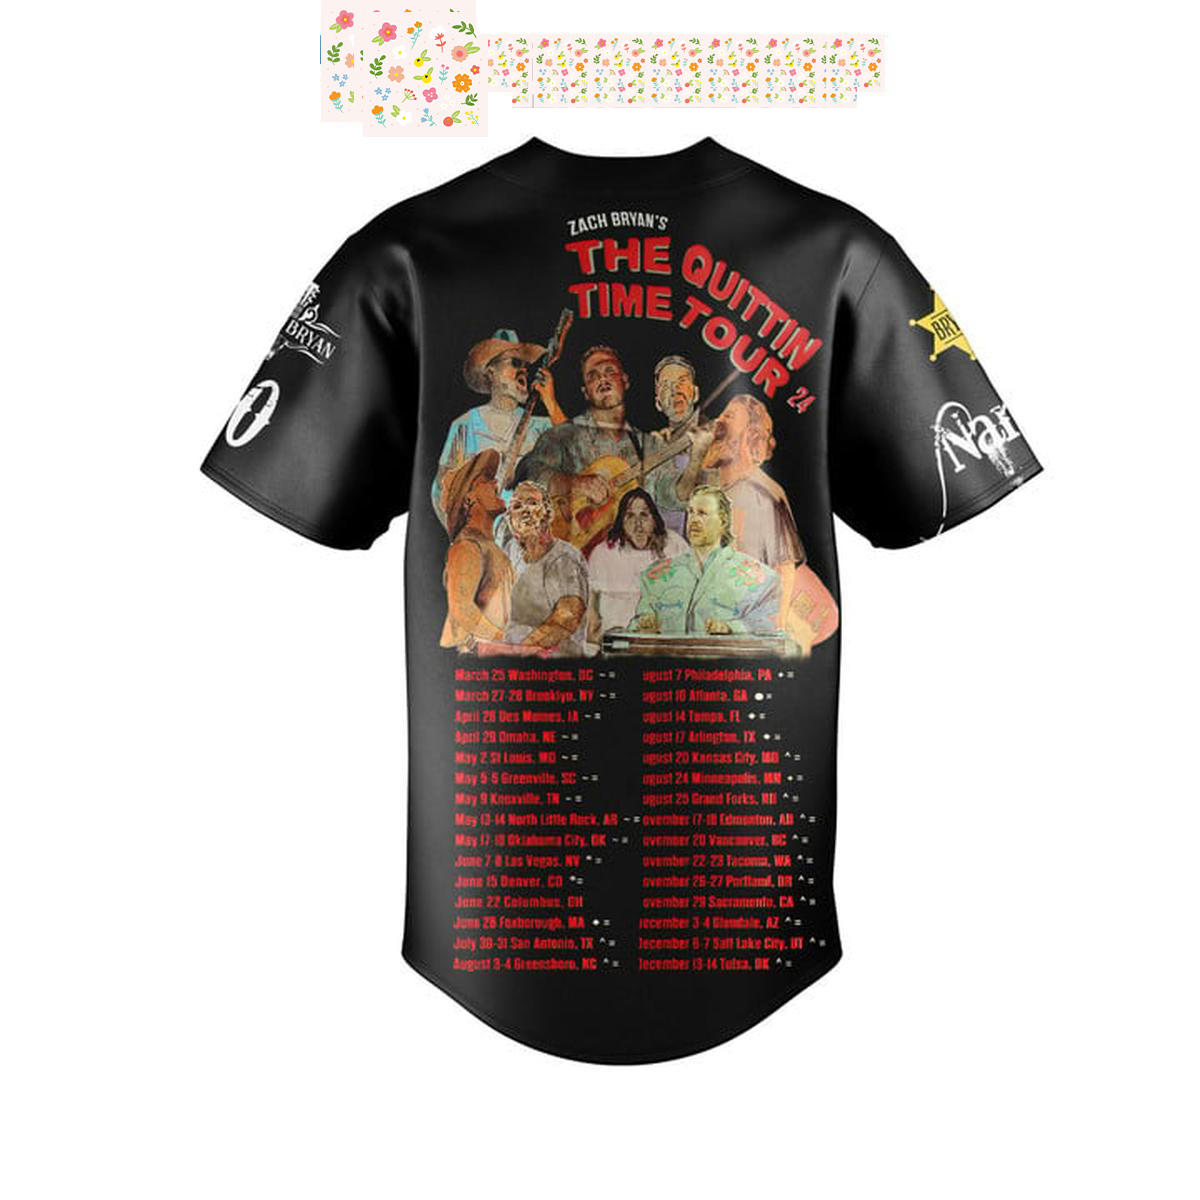 ZACH BRYAN'S
THE QUITTIN
TIME TOUR '24
BRYAN
BRY
Nar
March 25 Washington, DC ~ =
March 27-28 Brooklyn, NY ~ =
April 26 Des Moines, IA ~ =
April 29 Omaha, NE ~ =
May 2 St Louis, MO ~ =
May 5-6 Greenville, SC ~ =
May 9 Knoxville, TN ~ =
May 13-14 North Little Rock, AR ~ =
May 17-18 Oklahoma City, OK ~ =
June 7-8 Las Vegas, NV * =
June 15 Denver, CO * =
June 22 Columbus, OH
June 26 Foxborough, MA + =
July 30-31 San Antonio, TX ^ =
August 3-4 Greensboro, NC ^ =
ugust 7 Philadelphia, PA + =
ugust 10 Atlanta, GA ● =
ugust 14 Tampa, FL + =
ugust 17 Arlington, TX + =
ugust 20 Kansas City, MO ^ =
ugust 24 Minneapolis, MN + =
ugust 25 Grand Forks, ND ^ =
ovember 17-18 Edmonton, AB ^ =
ovember 20 Vancouver, BC ^ =
ovember 22-23 Tacoma, WA ^ =
ovember 26-27 Portland, OR ^ =
ovember 29 Sacramento, CA ^ =
ecember 3-4 Glendale, AZ ^ =
ecember 6-7 Salt Lake City, UT ^ =
ecember 13-14 Tulsa, OK ^ =